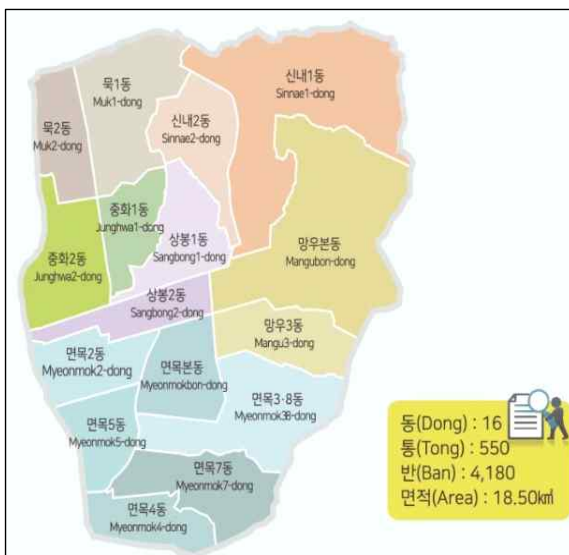 묵1동
Muk1-dong
신내1동
Sinnae1-dong
묵2동
Muk2-dong
신내2동
Sinnae2-dong
중화1동
Junghwa1-dong
상봉1동
Sangbong1-dong
망우본동
Mangubon-dong
중화2동
Junghwa2-dong
상봉2동
Sangbong2-dong
망우3동
Mangu3-dong
면목2동
Myeonmok2-dong
면목본동
Myeonmokbon-dong
면목3·8동
Myeonmok38-dong
면목5동
Myeonmok5-dong
면목7동
Myeonmok7-dong
면목4동
Myeonmok4-dong
동(Dong) : 16
통(Tong) : 550
반(Ban) : 4,180
면적(Area) : 18.50㎢